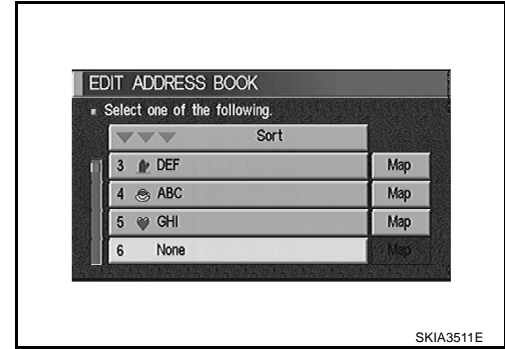 EDIT ADDRESS BOOK
Select one of the following.
Sort
3 DEF Map
4 ABC Map
5 GHI Map
6 None Map
SKIA3511E